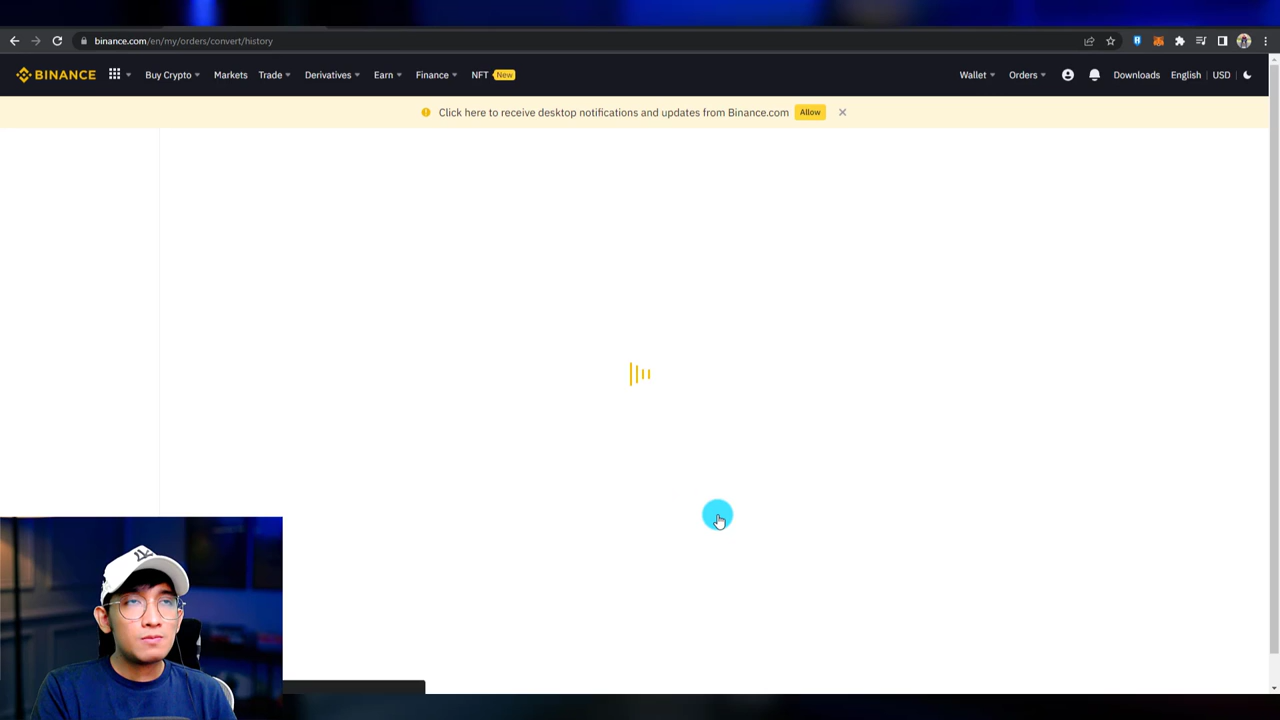 binance.com/en/my/orders/convert/history
BINANCE Buy Crypto Markets Trade Derivatives Earn Finance NFT New Wallet Orders Downloads English | USD |
Click here to receive desktop notifications and updates from Binance.com Allow